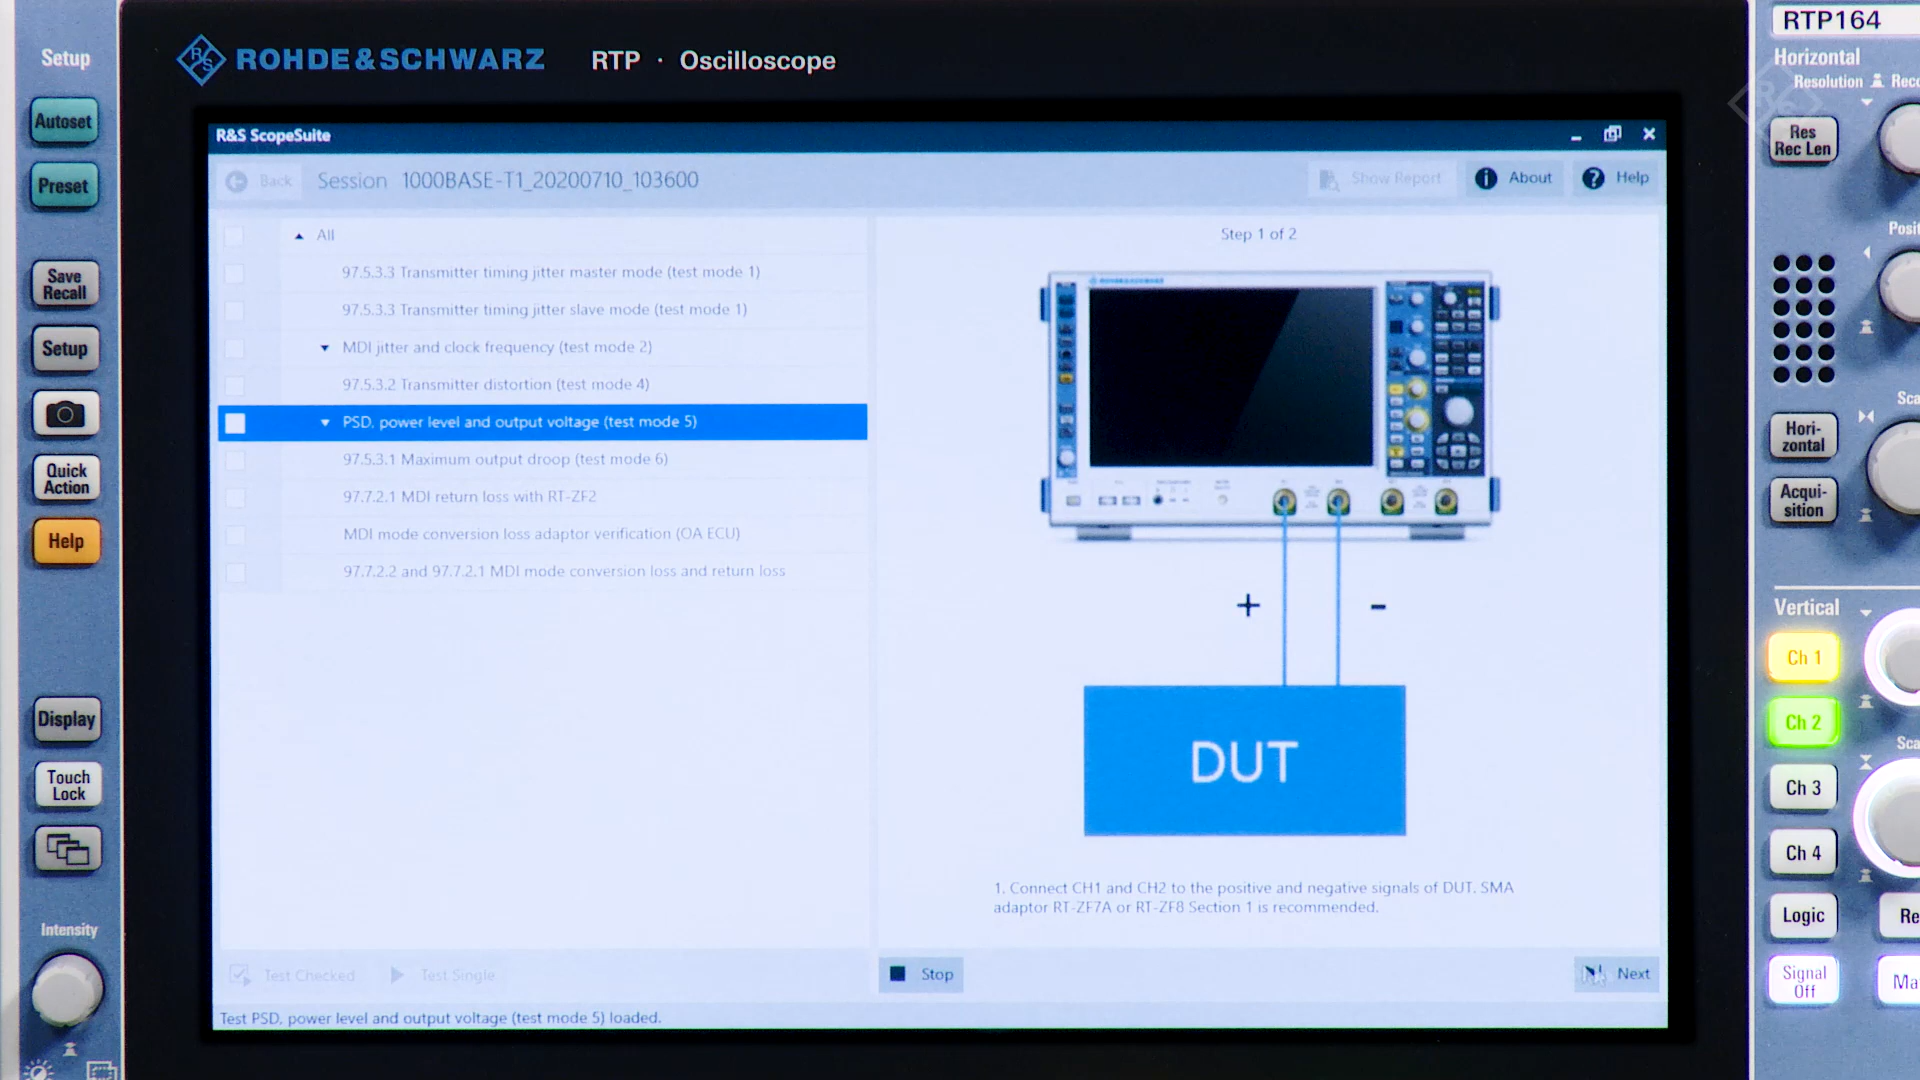 Setup
Autoset
Preset
Save
Recall
Setup
Quick
Action
Help
Display
Touch
Lock
Intensity
ROHDE & SCHWARZ RTP · Oscilloscope
R&S ScopeSuite
Back Session 1000BASE-T1_20200710_103600 Show Report About Help
All
97.5.3.3 Transmitter timing jitter master mode (test mode 1)
97.5.3.3 Transmitter timing jitter slave mode (test mode 1)
MDI jitter and clock frequency (test mode 2)
97.5.3.2 Transmitter distortion (test mode 4)
PSD, power level and output voltage (test mode 5)
97.5.3.1 Maximum output droop (test mode 6)
97.7.2.1 MDI return loss with RT-ZF2
MDI mode conversion loss adaptor verification (OA ECU)
97.7.2.2 and 97.7.2.1 MDI mode conversion loss and return loss
Test Checked Test Single
Test PSD, power level and output voltage (test mode 5) loaded.
Step 1 of 2
+ -
DUT
1. Connect CH1 and CH2 to the positive and negative signals of DUT. SMA
adaptor RT-ZF7A or RT-ZF8 Section 1 is recommended.
Stop Next
RTP164
Horizontal
Resolution
Res
Rec Len
Hori-
zontal
Acqui-
sition
Vertical
Ch 1
Ch 2
Ch 3
Ch 4
Logic
Signal
Off